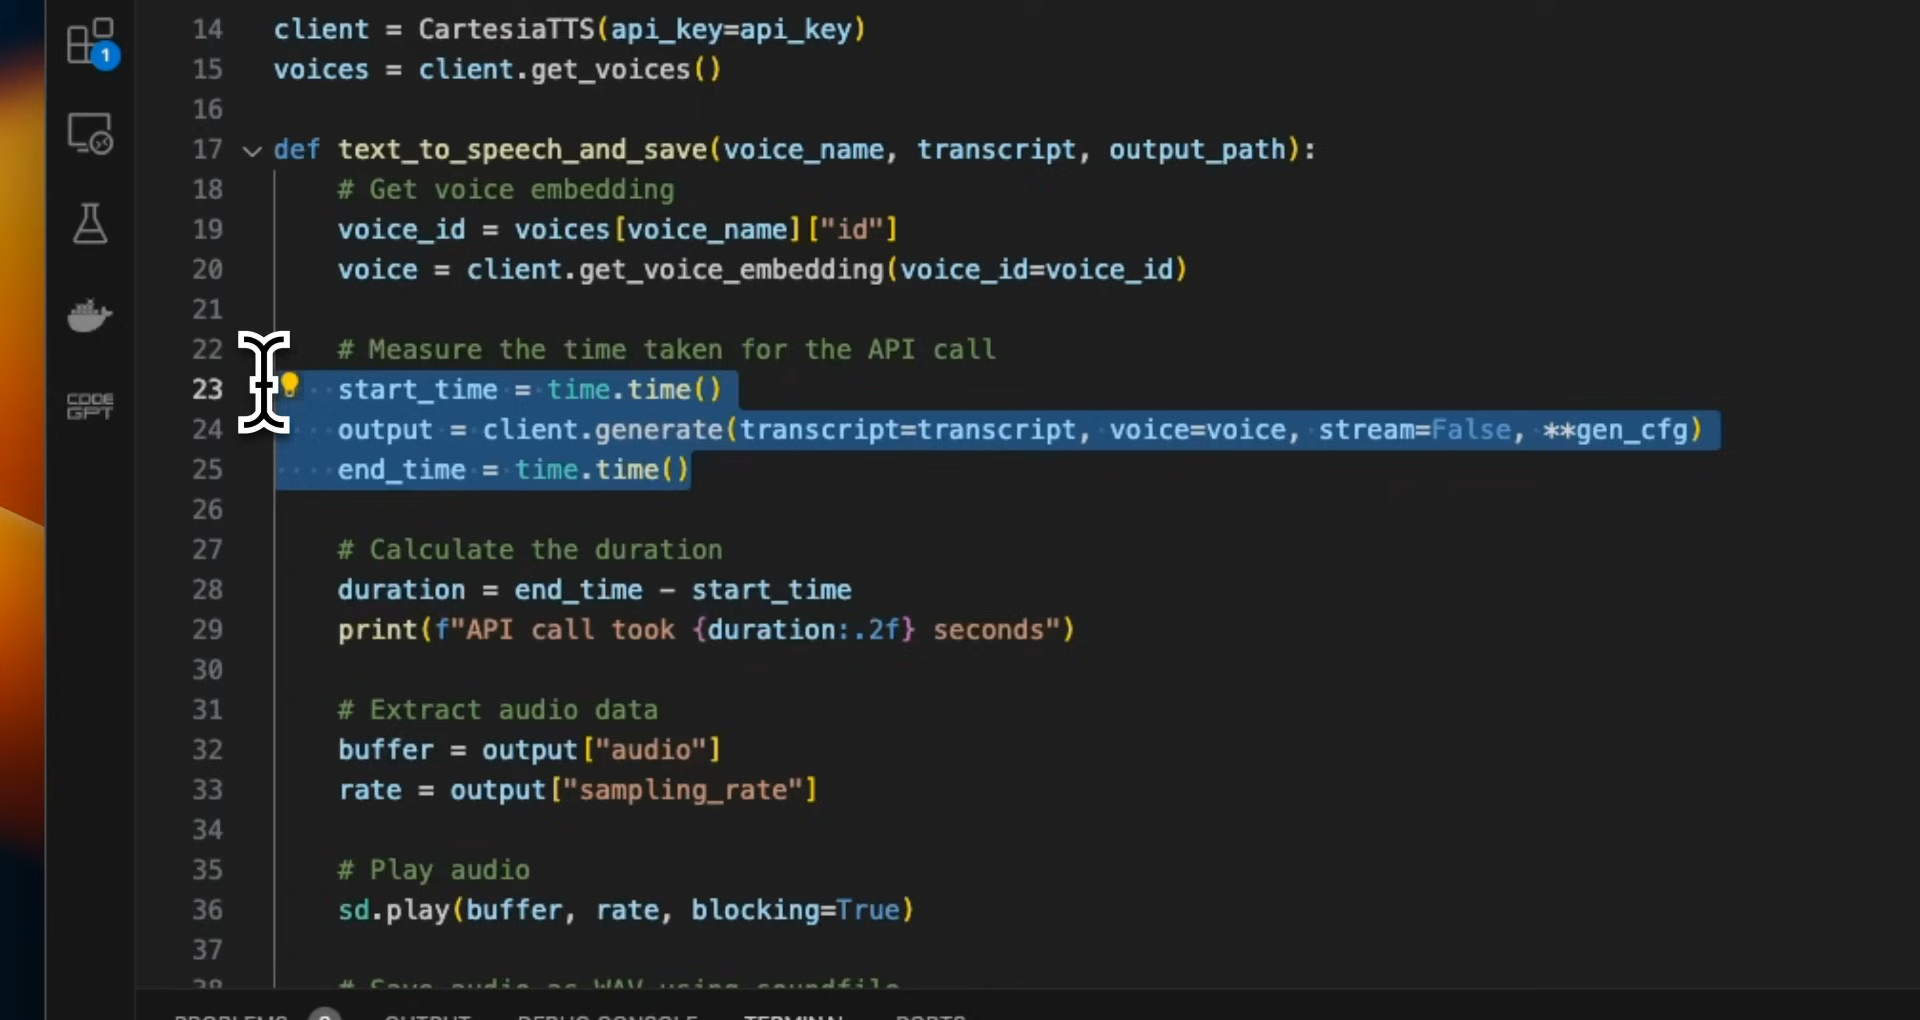 1
14 client = CartesiaTTS(api_key=api_key)
15 voices = client.get_voices()
16
17 def text_to_speech_and_save(voice_name, transcript, output_path):
18 # Get voice embedding
19 voice_id = voices[voice_name]["id"]
20 voice = client.get_voice_embedding(voice_id=voice_id)
21
22 # Measure the time taken for the API call
23 start_time = time.time()
24 output = client.generate(transcript=transcript, voice=voice, stream=False, **gen_cfg)
25 end_time = time.time()
26
27 # Calculate the duration
28 duration = end_time - start_time
29 print(f"API call took {duration:.2f} seconds")
30
31 # Extract audio data
32 buffer = output["audio"]
33 rate = output["sampling_rate"]
34
35 # Play audio
36 sd.play(buffer, rate, blocking=True)
37
38 # Save audio as WAV using soundfile
CODE
GPT
PROBLEMS OUTPUT DEBUG CONSOLE TERMINAL PORTS